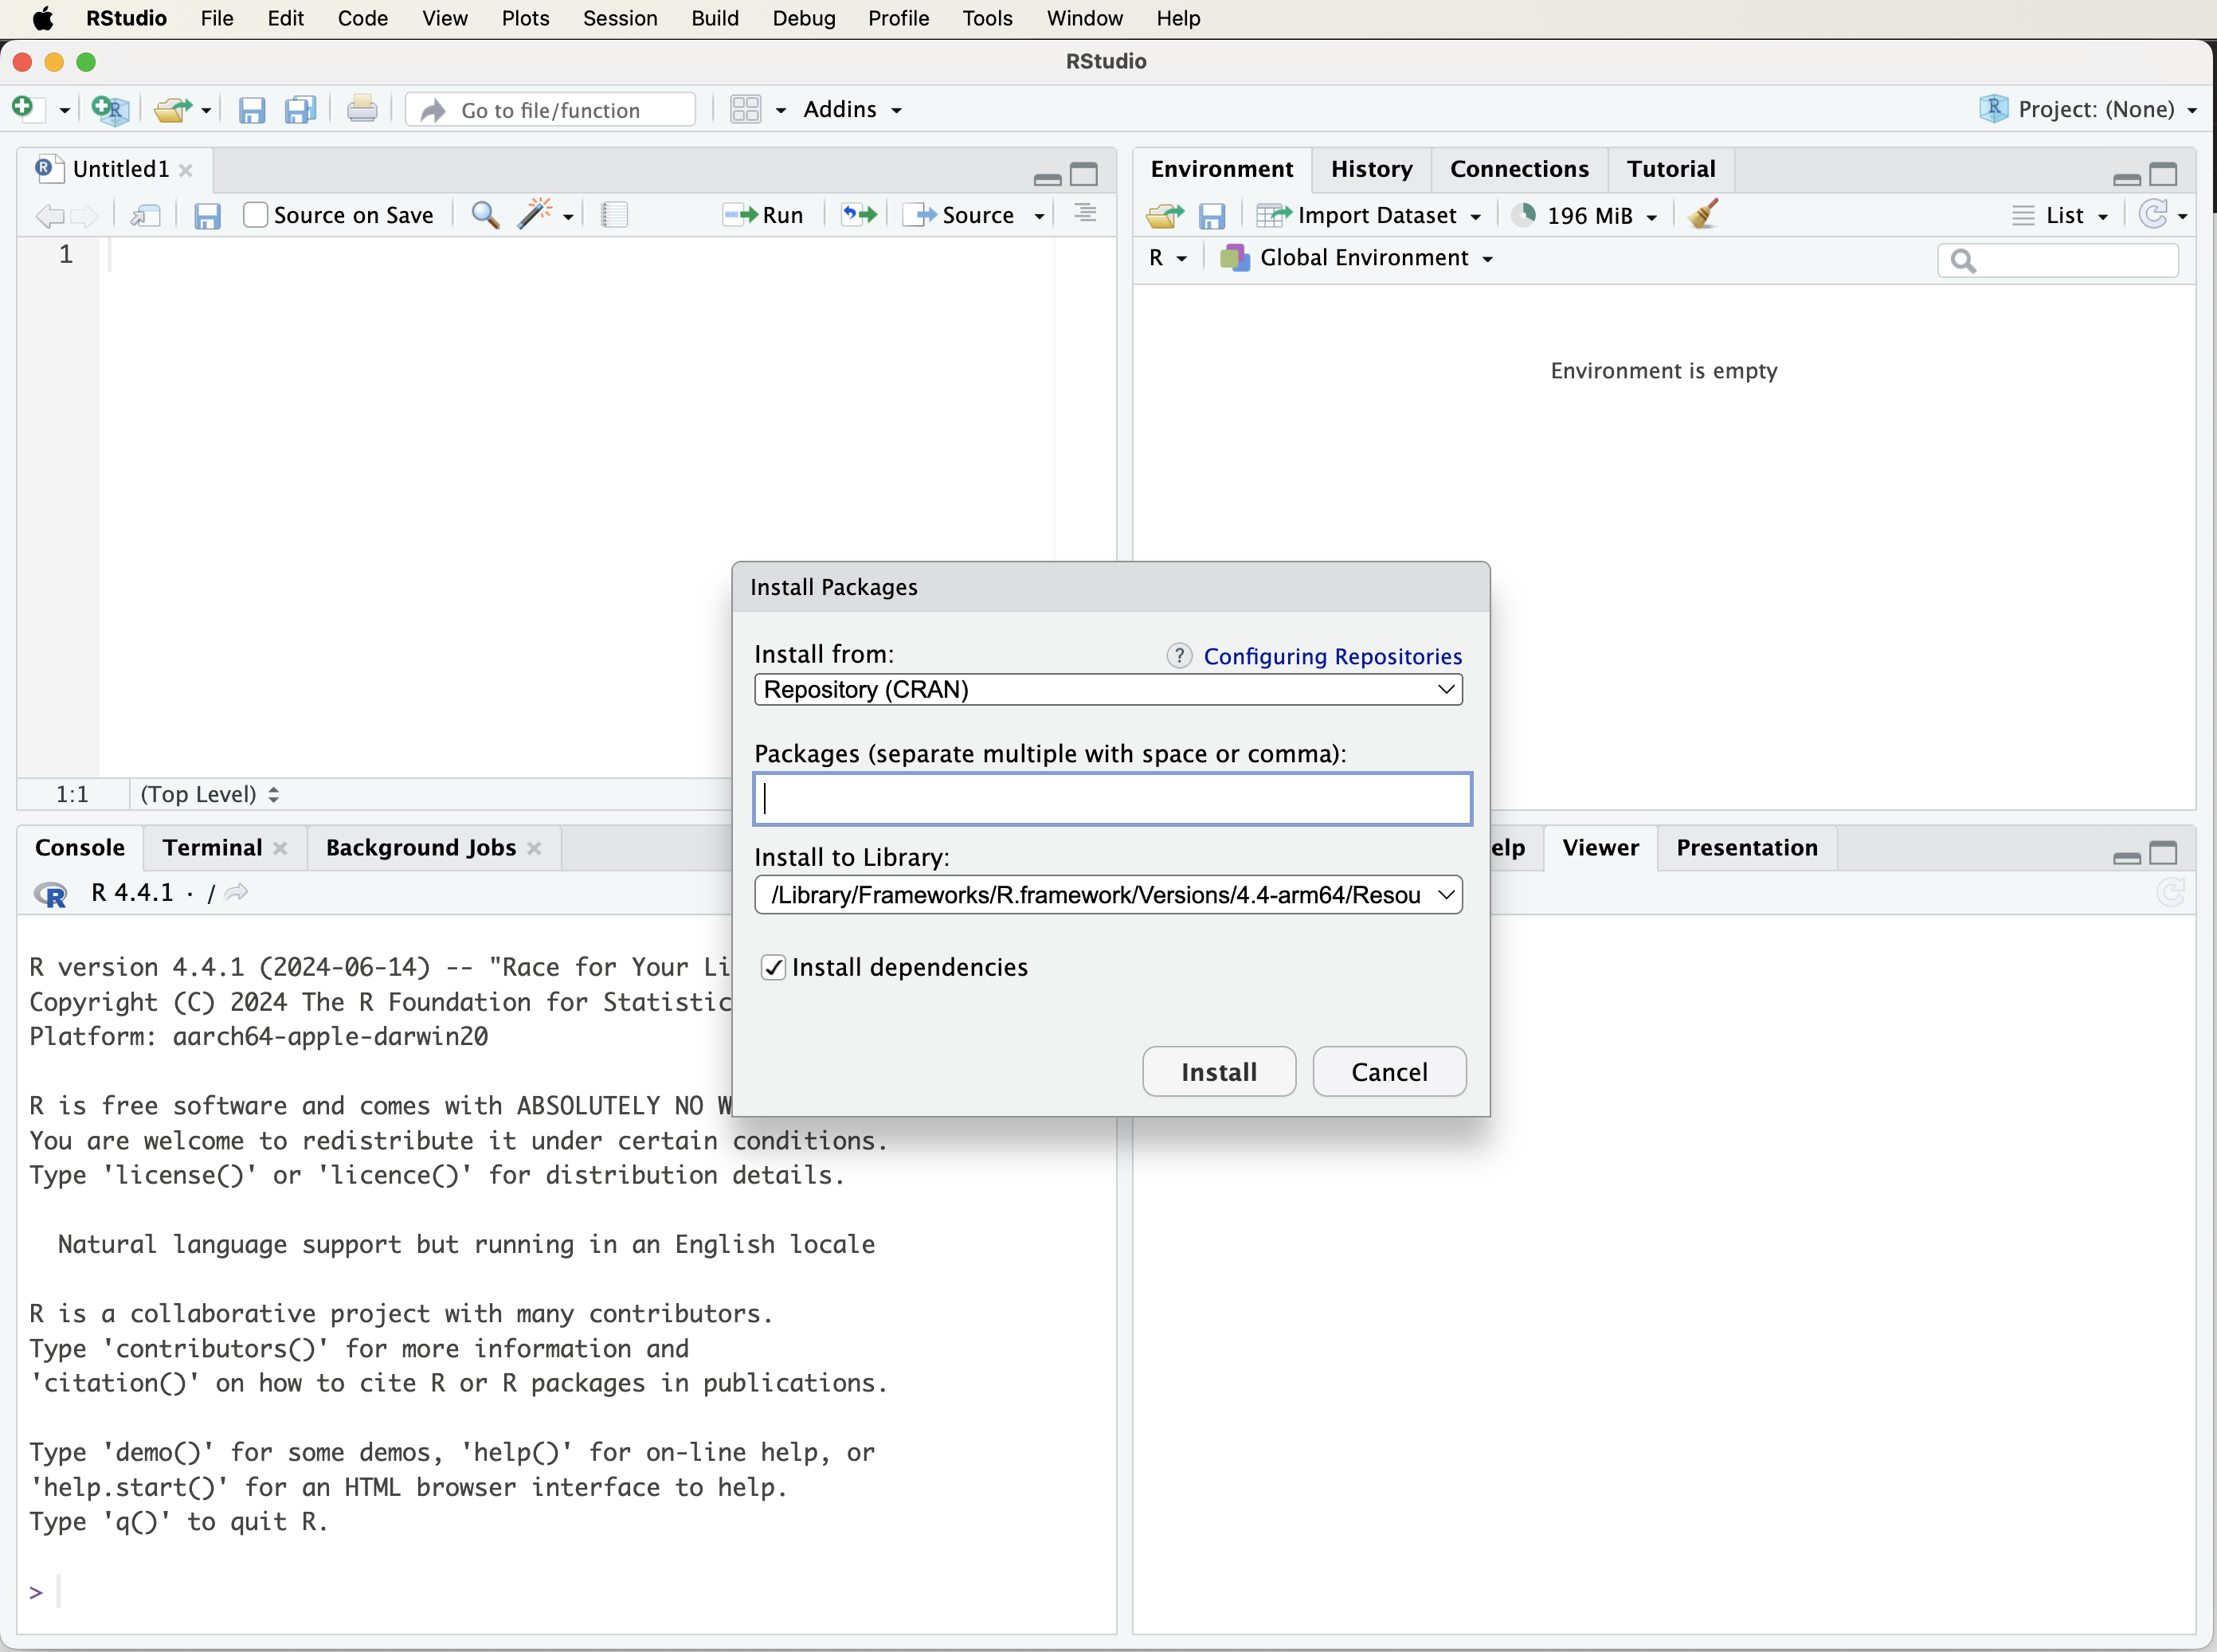 RStudio File Edit Code View Plots Session Build Debug Profile Tools Window Help
RStudio
Go to file/function Addins Project: (None)
Untitled1
Source on Save Run Source
1
1:1 (Top Level)
Environment History Connections Tutorial
Import Dataset 196 MiB List
R Global Environment
Environment is empty
Install Packages
Install from: ? Configuring Repositories
Repository (CRAN)
Packages (separate multiple with space or comma):
Install to Library:
/Library/Frameworks/R.framework/Versions/4.4-arm64/Resou
Install dependencies
Install Cancel
Console Terminal Background Jobs
R 4.4.1 · /
R version 4.4.1 (2024-06-14) -- "Race for Your Li
Copyright (C) 2024 The R Foundation for Statistic
Platform: aarch64-apple-darwin20
R is free software and comes with ABSOLUTELY NO W
You are welcome to redistribute it under certain conditions.
Type 'license()' or 'licence()' for distribution details.
Natural language support but running in an English locale
R is a collaborative project with many contributors.
Type 'contributors()' for more information and
'citation()' on how to cite R or R packages in publications.
Type 'demo()' for some demos, 'help()' for on-line help, or
'help.start()' for an HTML browser interface to help.
Type 'q()' to quit R.
>
elp Viewer Presentation